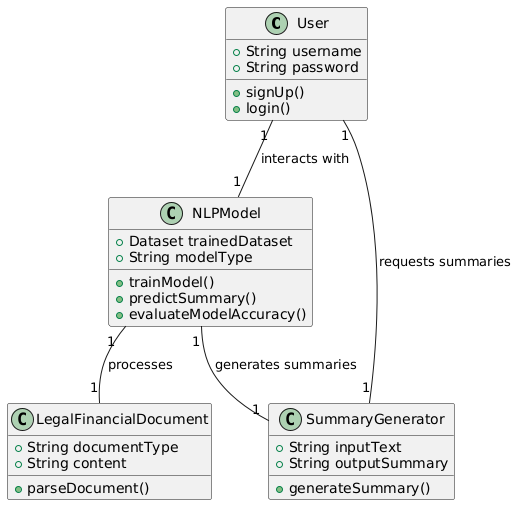 C User
String username
String password
signUp()
login()
1
1
interacts with
1
C NLPModel
Dataset trainedDataset
String modelType
trainModel()
predictSummary()
evaluateModelAccuracy()
requests summaries
1
1
processes
generates summaries
1
1
1
C LegalFinancialDocument
String documentType
String content
parseDocument()
C SummaryGenerator
String inputText
String outputSummary
generateSummary()